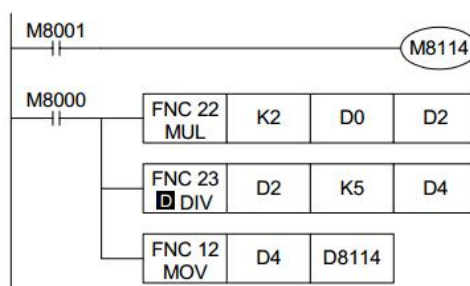 M8001
M8114
M8000
FNC 22
MUL K2 D0 D2
FNC 23
D DIV D2 K5 D4
FNC 12
MOV D4 D8114